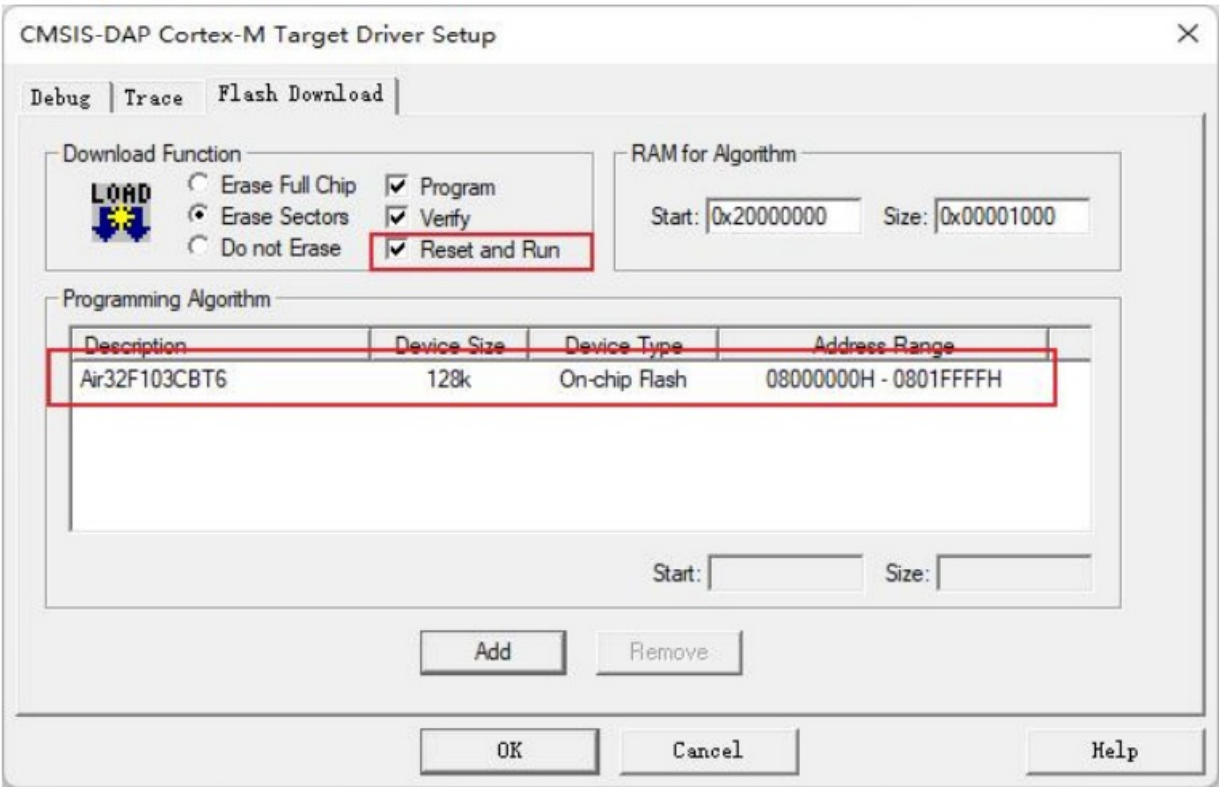 CMSIS-DAP Cortex-M Target Driver Setup
Debug Trace Flash Download
Download Function
LOAD
Erase Full Chip
Erase Sectors
Do not Erase
Program
Verify
Reset and Run
RAM for Algorithm
Start: 0x20000000 Size: 0x00001000
Programming Algorithm
Description Device Size Device Type Address Range
Air32F103CBT6 128k On-chip Flash 08000000H - 0801FFFFH
Start: Size:
Add Remove
OK Cancel Help